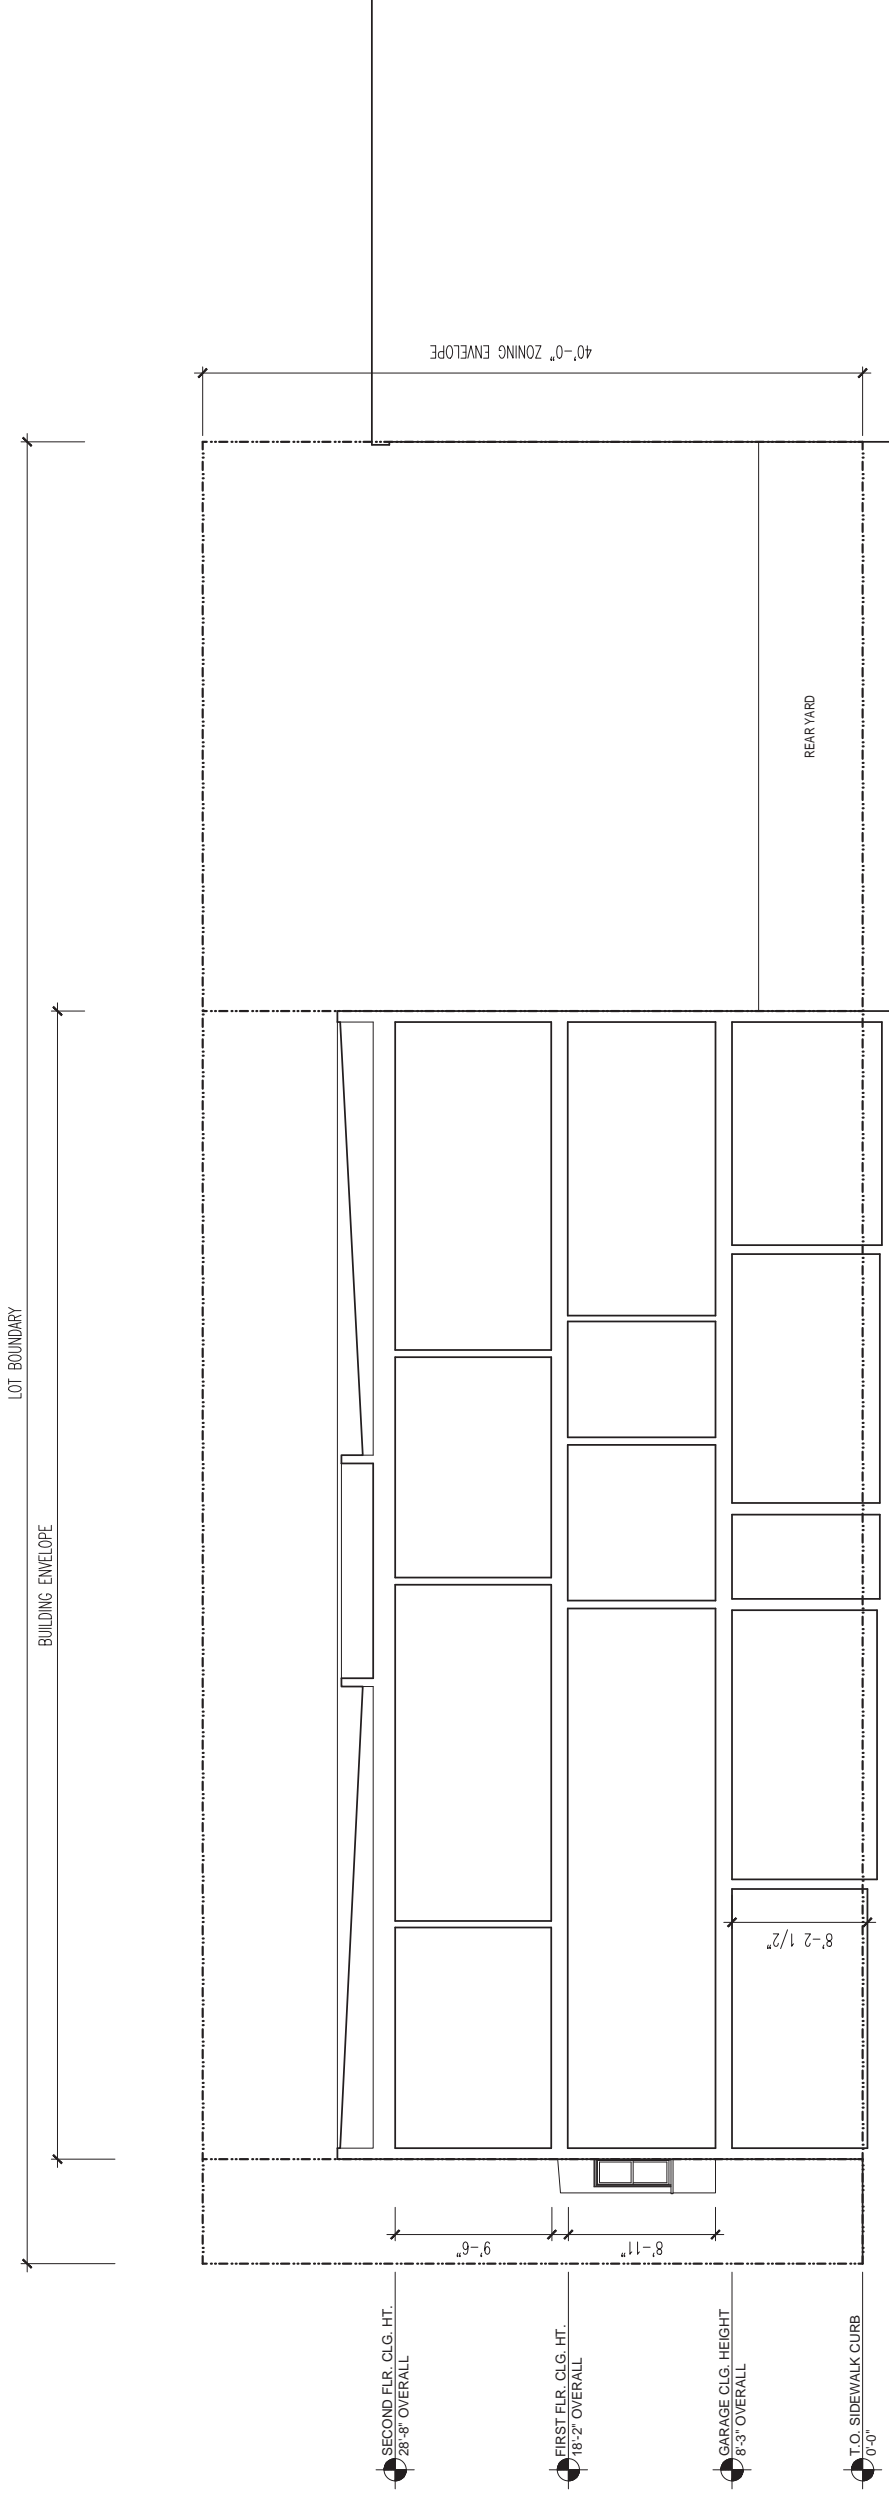 LOT BOUNDARY
BUILDING ENVELOPE
40'-0" ZONING ENVELOPE
REAR YARD
8'-2 1/2"
9'-6"
8'-11"
SECOND FLR. CLG. HT.
28'-8" OVERALL
FIRST FLR. CLG. HT.
18'-2" OVERALL
GARAGE CLG. HEIGHT
8'-3" OVERALL
T.O. SIDEWALK CURB
0'-0"